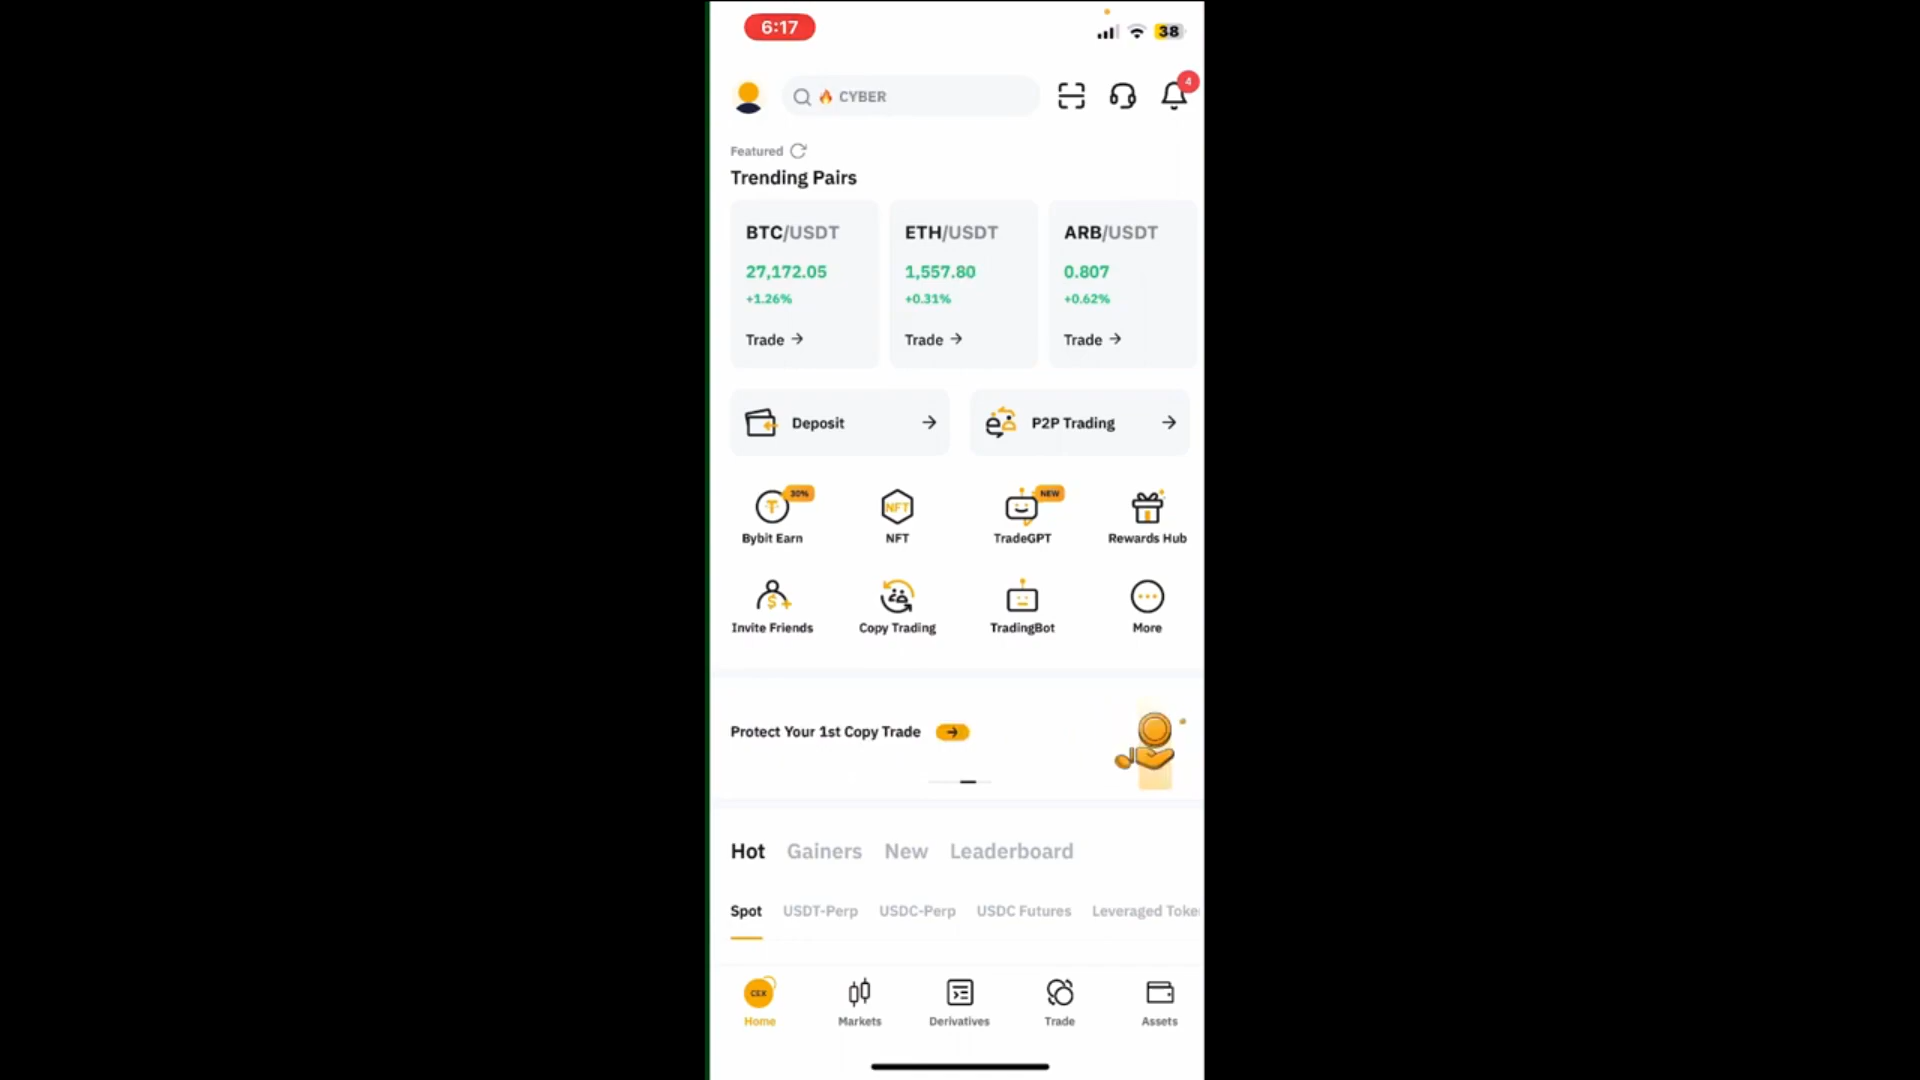 6:17
38
CYBER
4
Featured
Trending Pairs
BTC/USDT
ETH/USDT
ARB/USDT
27,172.05
1,557.80
0.807
+1.26%
+0.31%
+0.62%
Trade
Trade
Trade
Deposit
P2P Trading
30%
NFT
NEW
Bybit Earn
NFT
TradeGPT
Rewards Hub
Invite Friends
Copy Trading
TradingBot
More
Protect Your 1st Copy Trade
Hot
Gainers
New
Leaderboard
Spot
USDT-Perp
USDC-Perp
USDC Futures
Leveraged Toke
CEX
Home
Markets
Derivatives
Trade
Assets